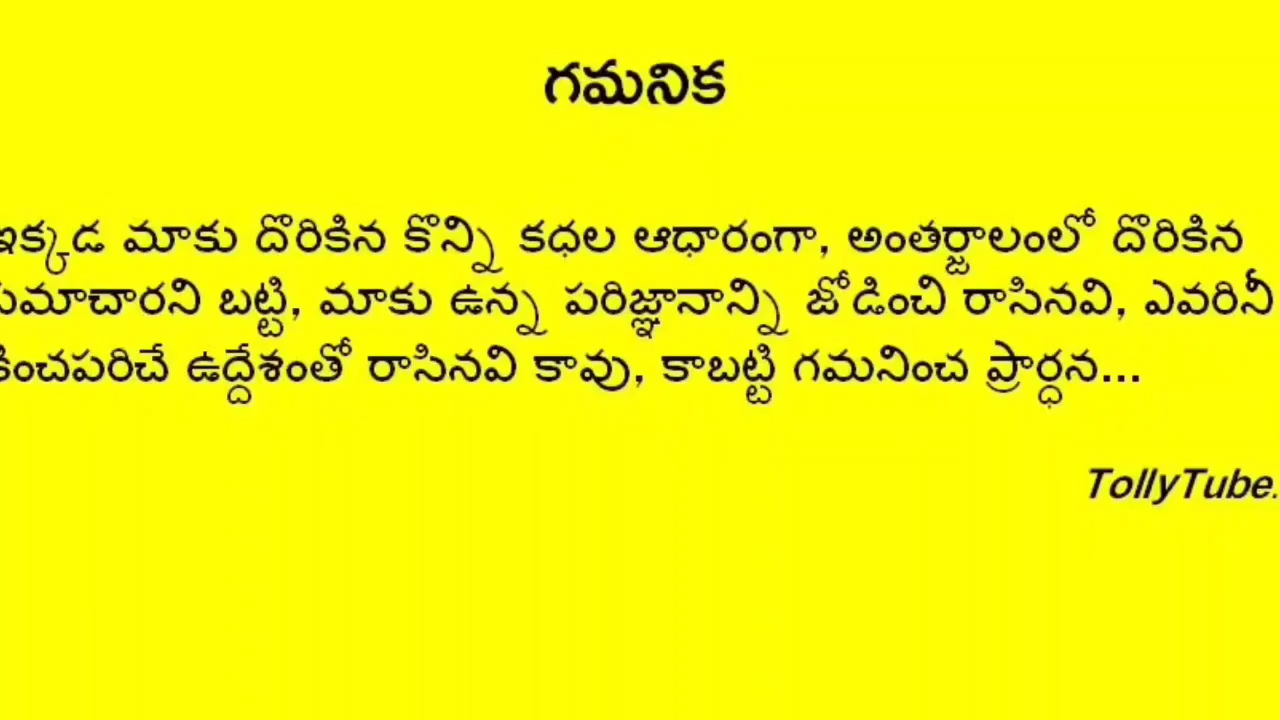 గమనిక
ఇక్కడ మాకు దొరికిన కొన్ని కధల ఆధారంగా, అంతర్జాలంలో దొరికిన
సమాచారని బట్టి, మాకు ఉన్న పరిజ్ఞానాన్ని జోడించి రాసినవి, ఎవరినీ
కించపరిచే ఉద్దేశంతో రాసినవి కావు, కాబట్టి గమనించ ప్రార్ధన...
TollyTube.